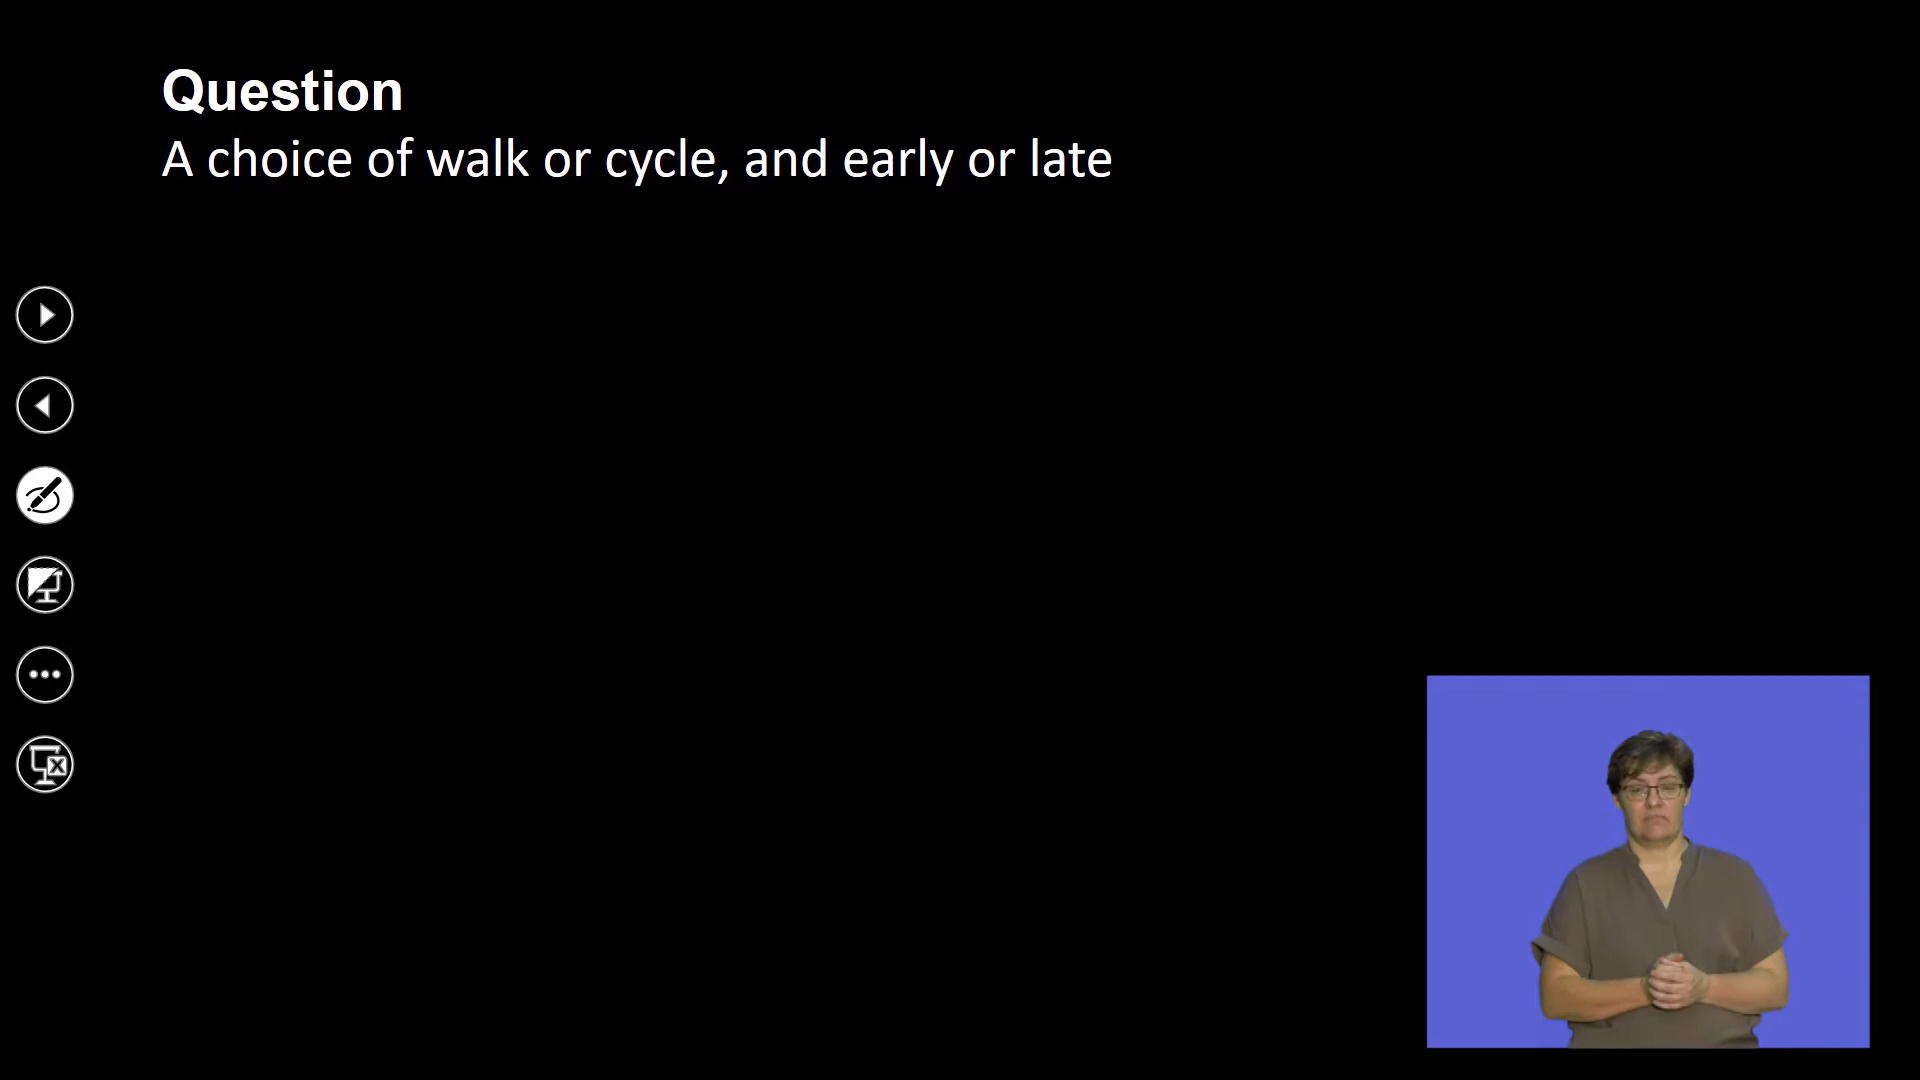 Question
A choice of walk or cycle, and early or late